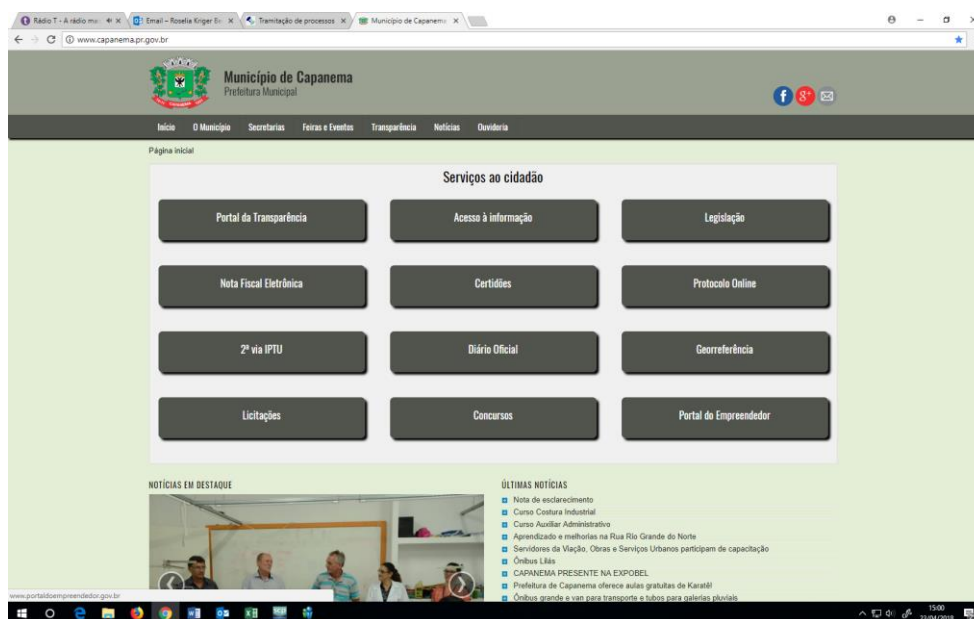 Rádio T - A rádio mu
Email – Roselia Kriger Be
Tramitação de processos
Município de Capanema
www.capanema.pr.gov.br
Município de Capanema
Prefeitura Municipal
Início O Município Secretarias Feiras e Eventos Transparência Notícias Ouvidoria
Página inicial
Serviços ao cidadão
Portal da Transparência Acesso à informação Legislação
Nota Fiscal Eletrônica Certidões Protocolo Online
2ª via IPTU Diário Oficial Georreferência
Licitações Concursos Portal do Empreendedor
NOTÍCIAS EM DESTAQUE
ÚLTIMAS NOTÍCIAS
Nota de esclarecimento
Curso Costura Industrial
Curso Auxiliar Administrativo
Aprendizado e melhorias na Rua Rio Grande do Norte
Servidores da Viação, Obras e Serviços Urbanos participam de capacitação
Ônibus Lilás
CAPANEMA PRESENTE NA EXPOBEL
Prefeitura de Capanema oferece aulas gratuitas de Karatê!
Ônibus grande e van para transporte e tubos para galerias pluviais
www.portaldoempreendedor.gov.br
15:00
23/04/2018